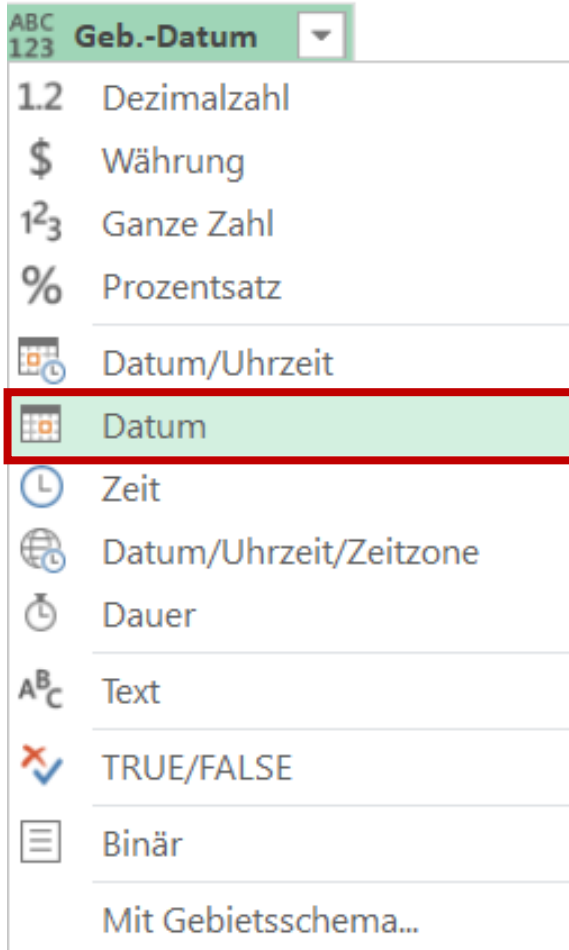 ABC
123 Geb.-Datum
1.2 Dezimalzahl
$ Währung
1²3 Ganze Zahl
% Prozentsatz
Datum/Uhrzeit
Datum
Zeit
Datum/Uhrzeit/Zeitzone
Dauer
ABC Text
TRUE/FALSE
Binär
Mit Gebietsschema...